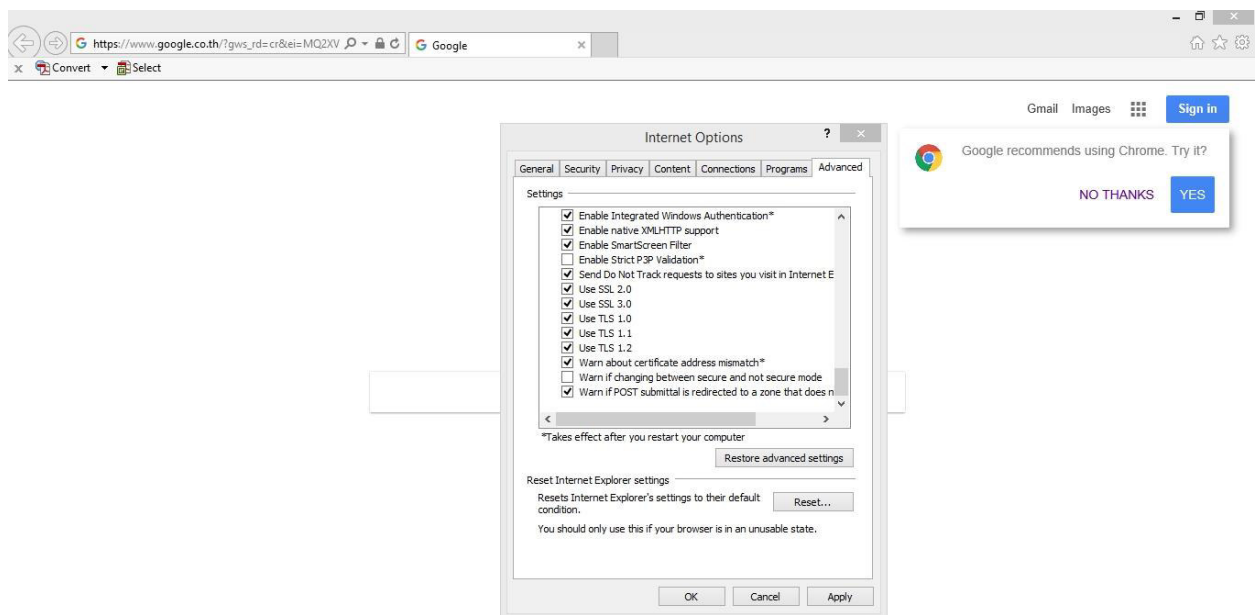 https://www.google.co.th/?gws_rd=cr&ei=MQ2XV
Google
x Convert Select
Gmail Images Sign in
Google recommends using Chrome. Try it?
NO THANKS YES
Internet Options
General Security Privacy Content Connections Programs Advanced
Settings
Enable Integrated Windows Authentication*
Enable native XMLHTTP support
Enable SmartScreen Filter
Enable Strict P3P Validation*
Send Do Not Track requests to sites you visit in Internet E
Use SSL 2.0
Use SSL 3.0
Use TLS 1.0
Use TLS 1.1
Use TLS 1.2
Warn about certificate address mismatch*
Warn if changing between secure and not secure mode
Warn if POST submittal is redirected to a zone that does n
*Takes effect after you restart your computer
Restore advanced settings
Reset Internet Explorer settings
Resets Internet Explorer's settings to their default
condition.
Reset...
You should only use this if your browser is in an unusable state.
OK Cancel Apply